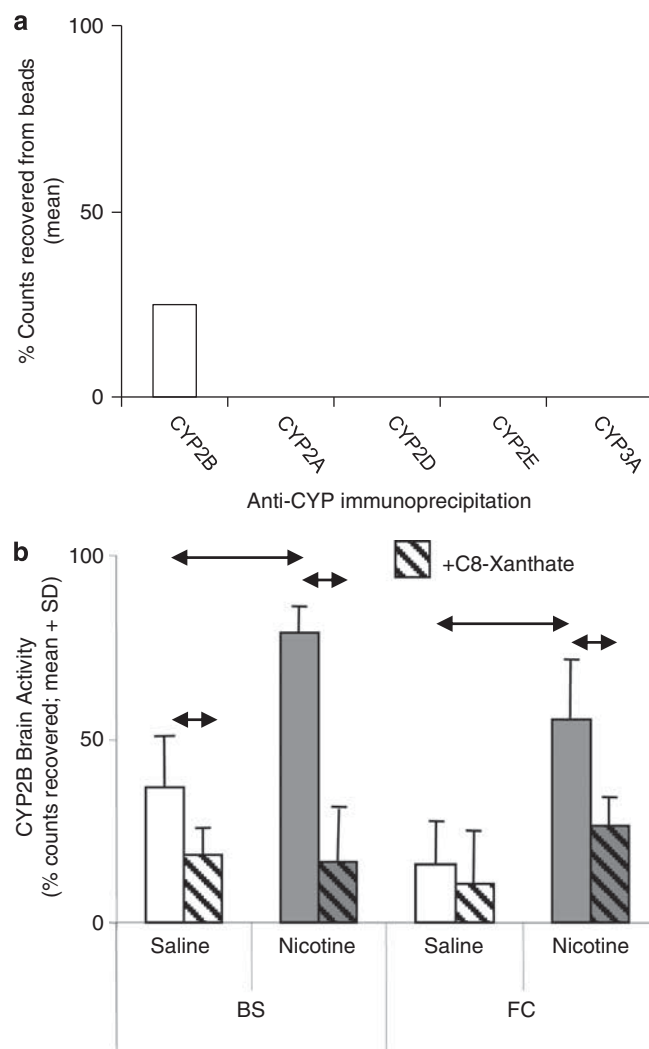 a
% Counts recovered from beads
(mean)
100
50
0
CYP2B
CYP2A
CYP2D
CYP2E
CYP3A
Anti-CYP immunoprecipitation
b
CYP2B Brain Activity
(% counts recovered; mean + SD)
100
50
0
+C8-Xanthate
Saline
Nicotine
Saline
Nicotine
BS
FC